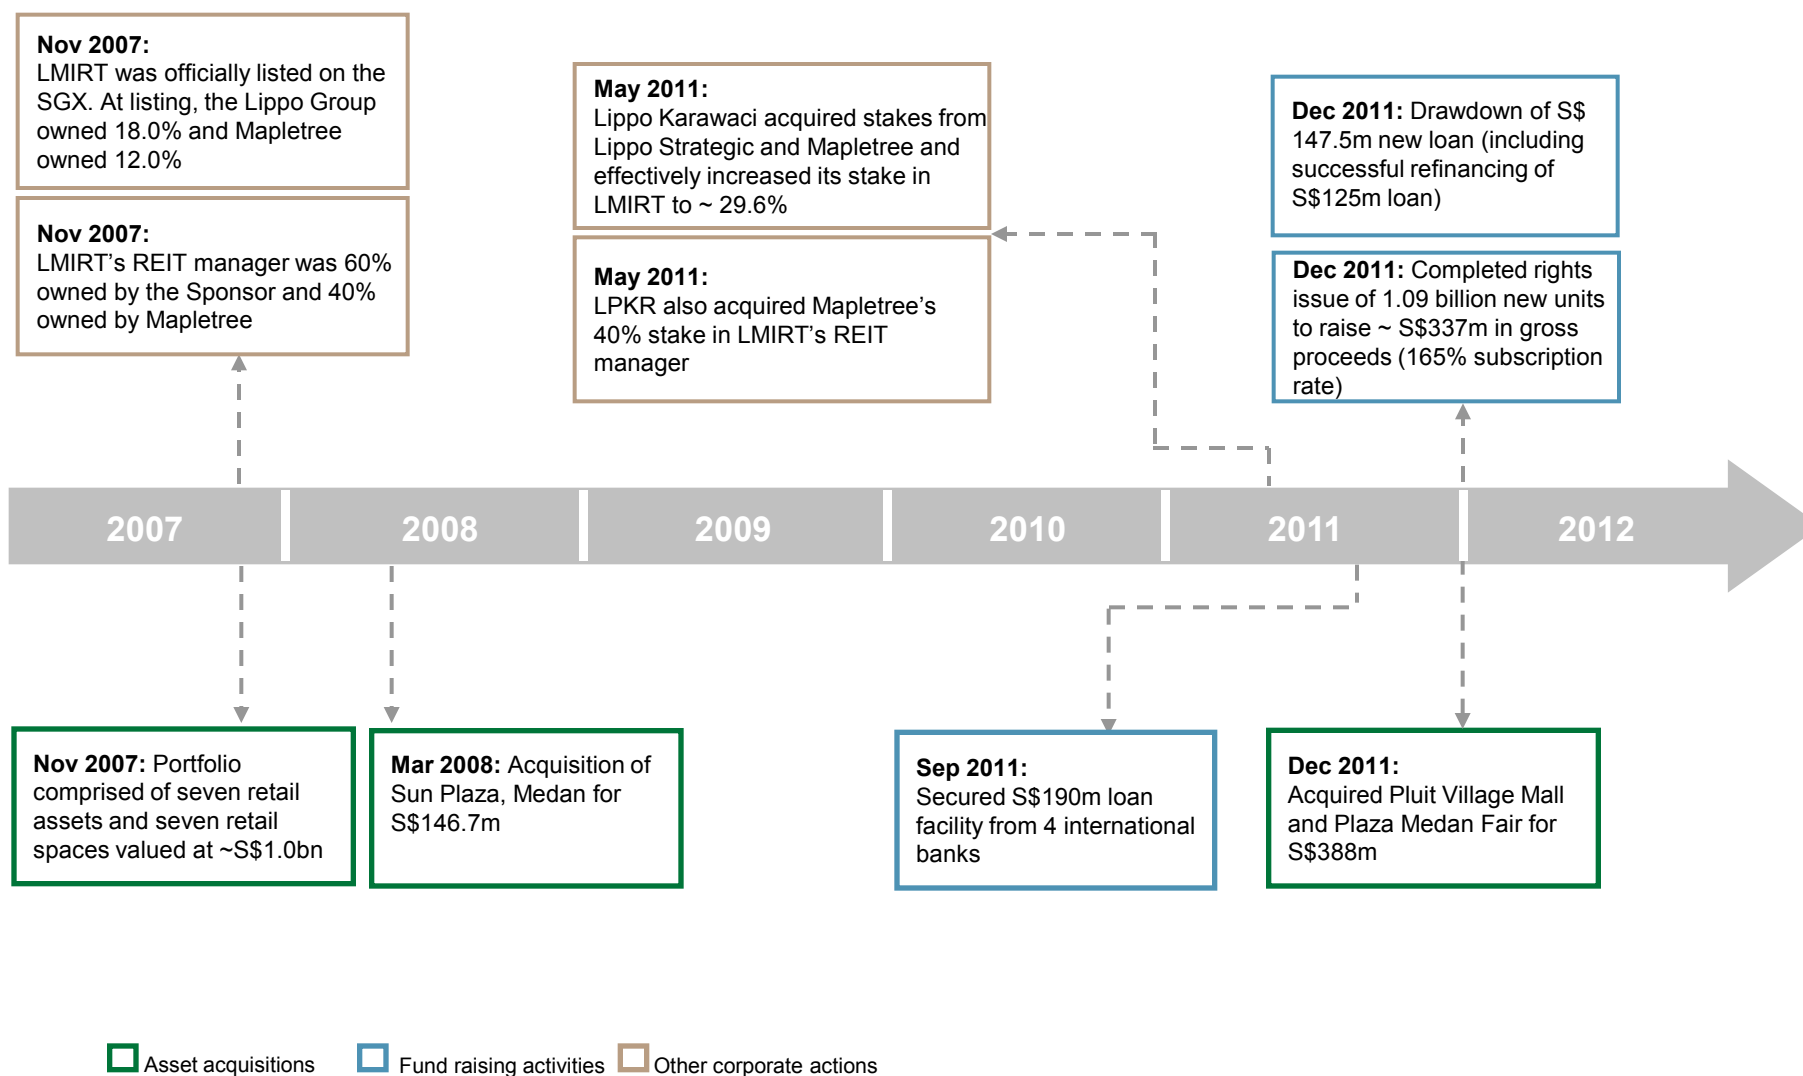 Nov 2007:
LMIRT was officially listed on the
SGX. At listing, the Lippo Group
owned 18.0% and Mapletree
owned 12.0%
Nov 2007:
LMIRT’s REIT manager was 60%
owned by the Sponsor and 40%
owned by Mapletree
May 2011:
Lippo Karawaci acquired stakes from
Lippo Strategic and Mapletree and
effectively increased its stake in
LMIRT to ~ 29.6%
May 2011:
LPKR also acquired Mapletree’s
40% stake in LMIRT’s REIT
manager
Dec 2011: Drawdown of S$
147.5m new loan (including
successful refinancing of
S$125m loan)
Dec 2011: Completed rights
issue of 1.09 billion new units
to raise ~ S$337m in gross
proceeds (165% subscription
rate)
2007 2008 2009 2010 2011 2012
Nov 2007: Portfolio
comprised of seven retail
assets and seven retail
spaces valued at ~S$1.0bn
Mar 2008: Acquisition of
Sun Plaza, Medan for
S$146.7m
Sep 2011:
Secured S$190m loan
facility from 4 international
banks
Dec 2011:
Acquired Pluit Village Mall
and Plaza Medan Fair for
S$388m
Asset acquisitions Fund raising activities Other corporate actions